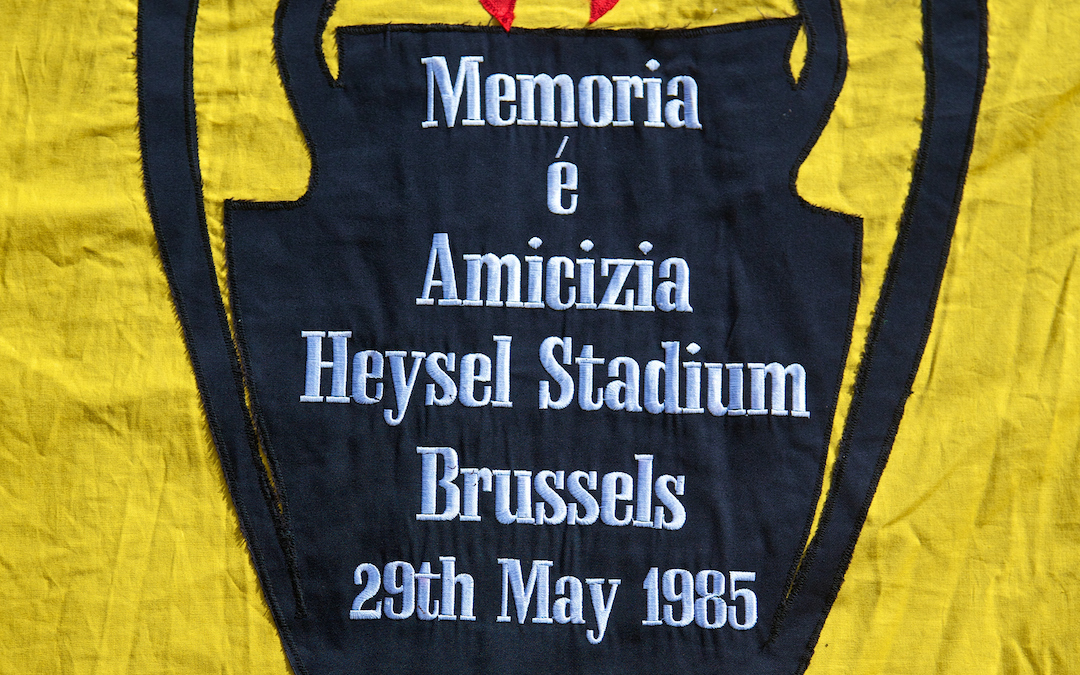 Memoria
é
Amicizia
Heysel Stadium
Brussels
29th May 1985